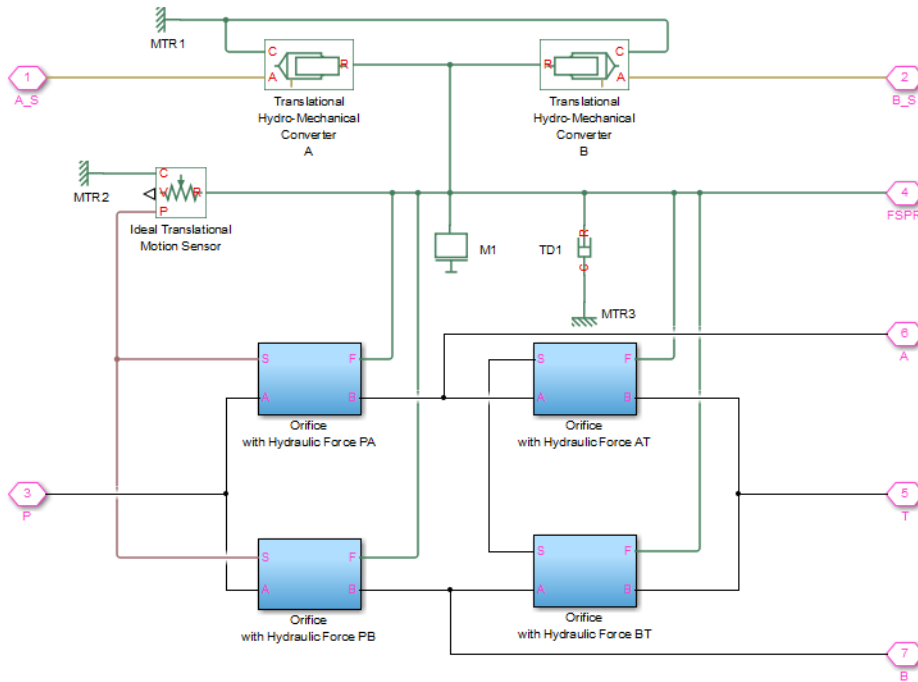 MTR1
C
A
R
C
R
A
1
A_S
2
B_S
Translational
Hydro-Mechanical
Converter
A
Translational
Hydro-Mechanical
Converter
B
MTR2
C
V
R
P
Ideal Translational
Motion Sensor
4
FSPR
M1
TD1
R
C
MTR3
6
A
S
F
A
B
Orifice
with Hydraulic Force PA
S
F
A
B
Orifice
with Hydraulic Force AT
3
P
5
T
S
F
A
B
Orifice
with Hydraulic Force PB
S
F
A
B
Orifice
with Hydraulic Force BT
7
B